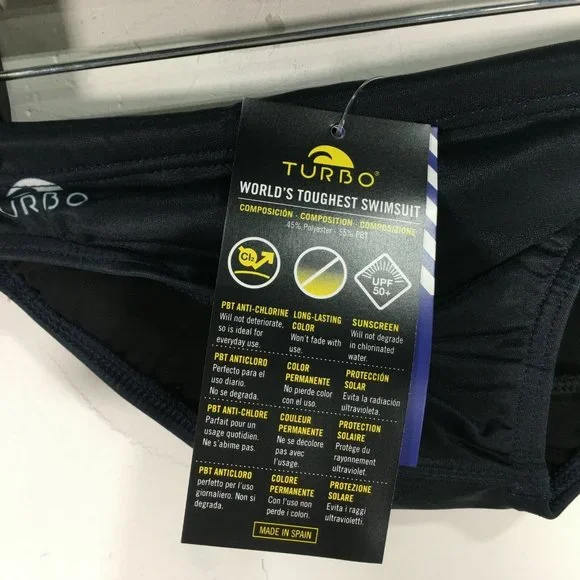 TURBO
TURBO®
WORLD'S TOUGHEST SWIMSUIT
COMPOSICIÓN · COMPOSITION · COMPOSIZIONE
45% Polyester · 55% PBT
Cl₂
UPF
50+
PBT ANTI-CHLORINE
Will not deteriorate,
so is ideal for
everyday use.
LONG-LASTING
COLOR
Won't fade with
use.
SUNSCREEN
Will not degrade
in chlorinated
water.
PBT ANTICLORO
Perfecto para el
uso diario.
No se degrada.
COLOR
PERMANENTE
No pierde color
con el uso.
PROTECCIÓN
SOLAR
Evita la radiación
ultravioleta.
PBT ANTI-CHLORE
Parfait pour un
usage quotidien.
Ne s'abime pas.
COULEUR
PERMANENTE
Ne se décolore
pas avec
l'usage.
PROTECTION
SOLAIRE
Protège du
rayonnement
ultraviolet.
PBT ANTICLORO
perfetto per l'uso
giornaliero. Non si
degrada.
COLORE
PERMANENTE
Con l'uso non
perde i colori.
PROTEZIONE
SOLARE
Evita i raggi
ultravioletti.
MADE IN SPAIN